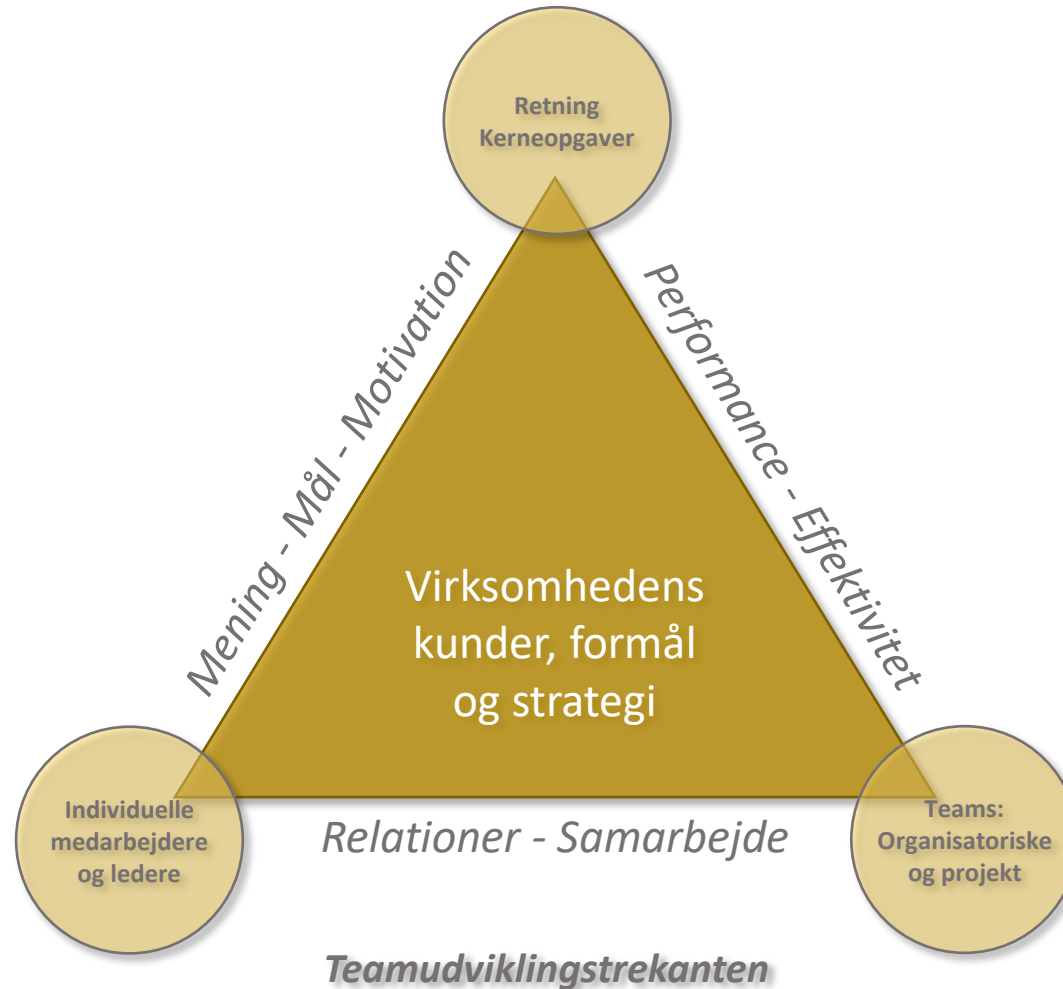 Retning
Kerneopgaver
Mening - Mål - Motivation
Performance - Effektivitet
Virksomhedens
kunder, formål
og strategi
Individuelle
medarbejdere
og ledere
Relationer - Samarbejde
Teams:
Organisatoriske
og projekt
Teamudviklingstrekanten